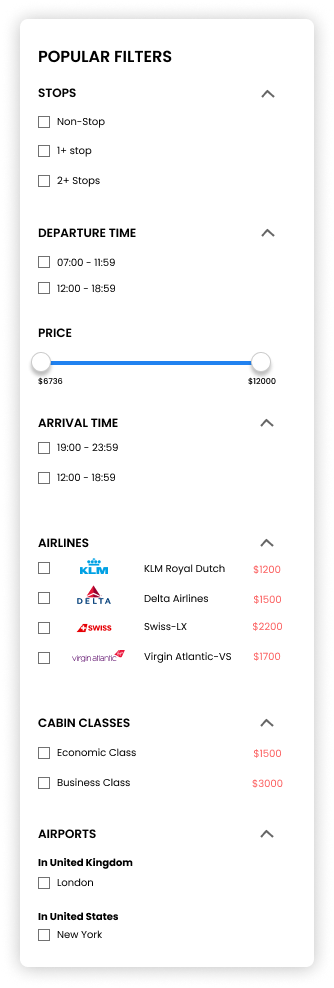 POPULAR FILTERS
STOPS
Non-Stop
1+ stop
2+ Stops
DEPARTURE TIME
07:00 - 11:59
12:00 - 18:59
PRICE
$6736 $12000
ARRIVAL TIME
19:00 - 23:59
12:00 - 18:59
AIRLINES
KLM KLM Royal Dutch $1200
DELTA Delta Airlines $1500
SWISS Swiss-LX $2200
virgin atlantic Virgin Atlantic-VS $1700
CABIN CLASSES
Economic Class $1500
Business Class $3000
AIRPORTS
In United Kingdom
London
In United States
New York